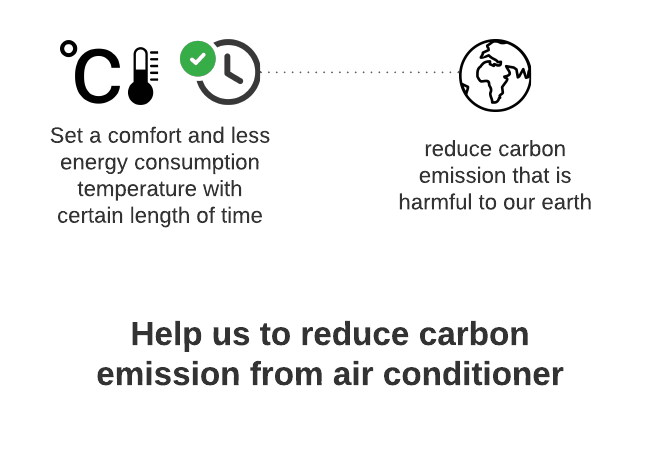 °C
Set a comfort and less
energy consumption
temperature with
certain length of time
reduce carbon
emission that is
harmful to our earth
Help us to reduce carbon
emission from air conditioner